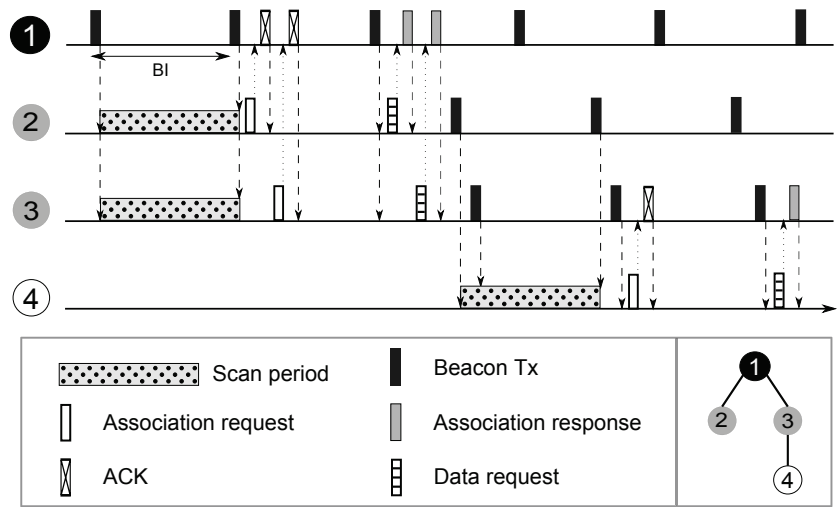 1
BI
2
3
4
Scan period
Beacon Tx
Association request
Association response
ACK
Data request
1
2
3
4